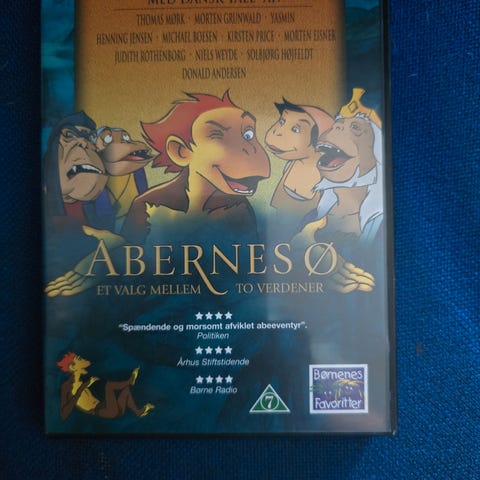 MED DANSK TALE AF:
THOMAS MØRK · MORTEN GRUNWALD · YASMIN
HENNING JENSEN · MICHAEL BOESEN · KIRSTEN PRICE · MORTEN EISNER
JUDITH ROTHENBORG · NIELS WEYDE · SOLBJØRG HØJFELDT
DONALD ANDERSEN
ABERNES Ø
ET VALG MELLEM TO VERDENER
"Spændende og morsomt afviklet abeeventyr".
Politiken
Århus Stiftstidende
Børne Radio
7
Børnenes
Favoritter